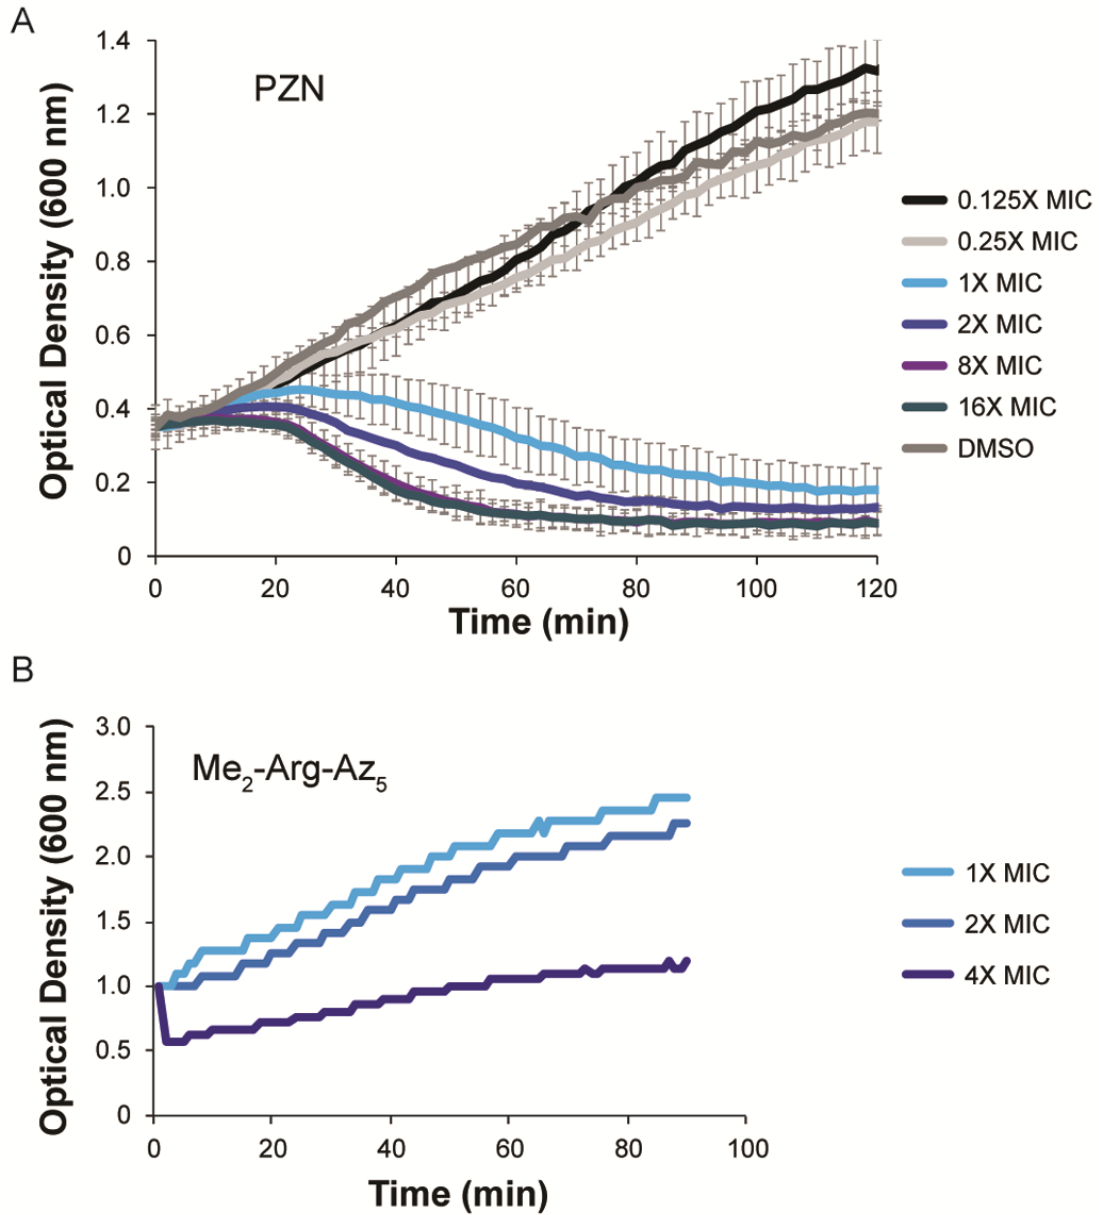 A
PZN
Optical Density (600 nm)
1.4
1.2
1.0
0.8
0.6
0.4
0.2
0
0 20 40 60 80 100 120
Time (min)
0.125X MIC
0.25X MIC
1X MIC
2X MIC
8X MIC
16X MIC
DMSO
B
Me2-Arg-Az5
Optical Density (600 nm)
3.0
2.5
2.0
1.5
1.0
0.5
0
0 20 40 60 80 100
Time (min)
1X MIC
2X MIC
4X MIC